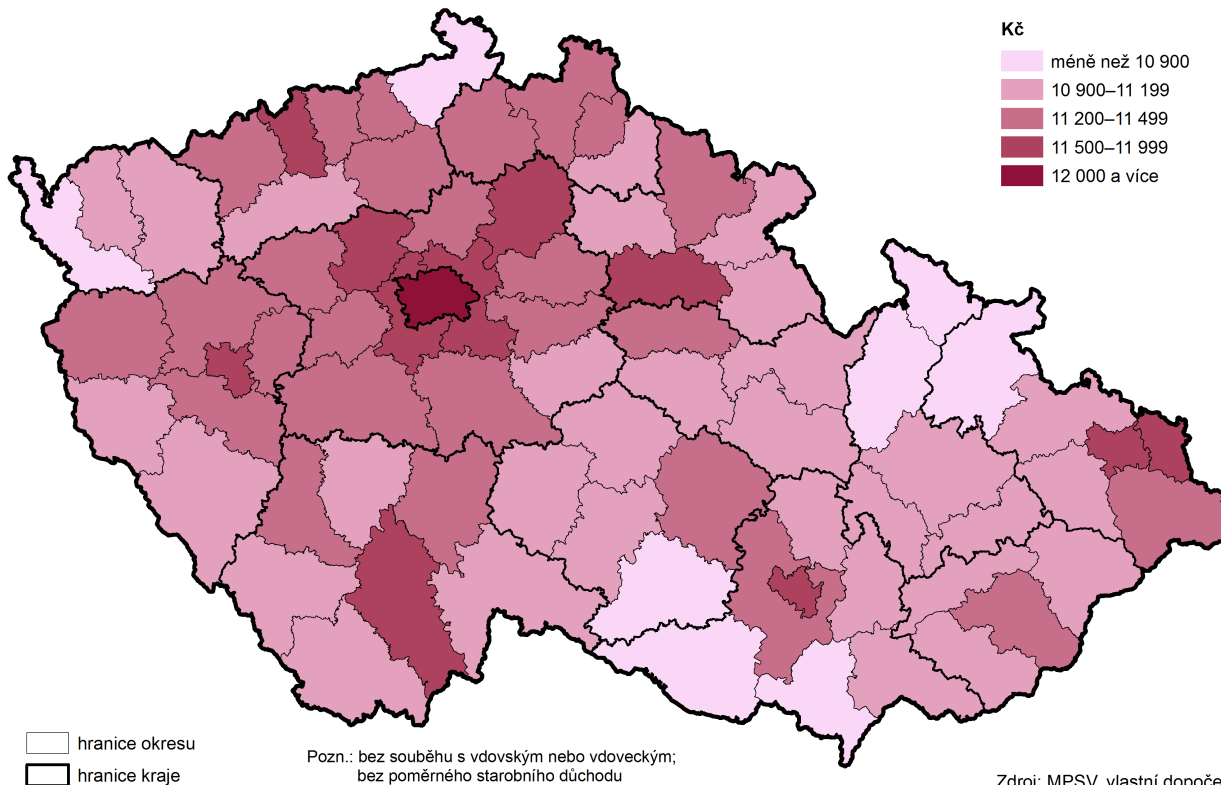 Kč
méně než 10 900
10 900–11 199
11 200–11 499
11 500–11 999
12 000 a více
hranice okresu
hranice kraje
Pozn.: bez souběhu s vdovským nebo vdoveckým;
bez poměrného starobního důchodu
Zdroj: MPSV, vlastní dopoče